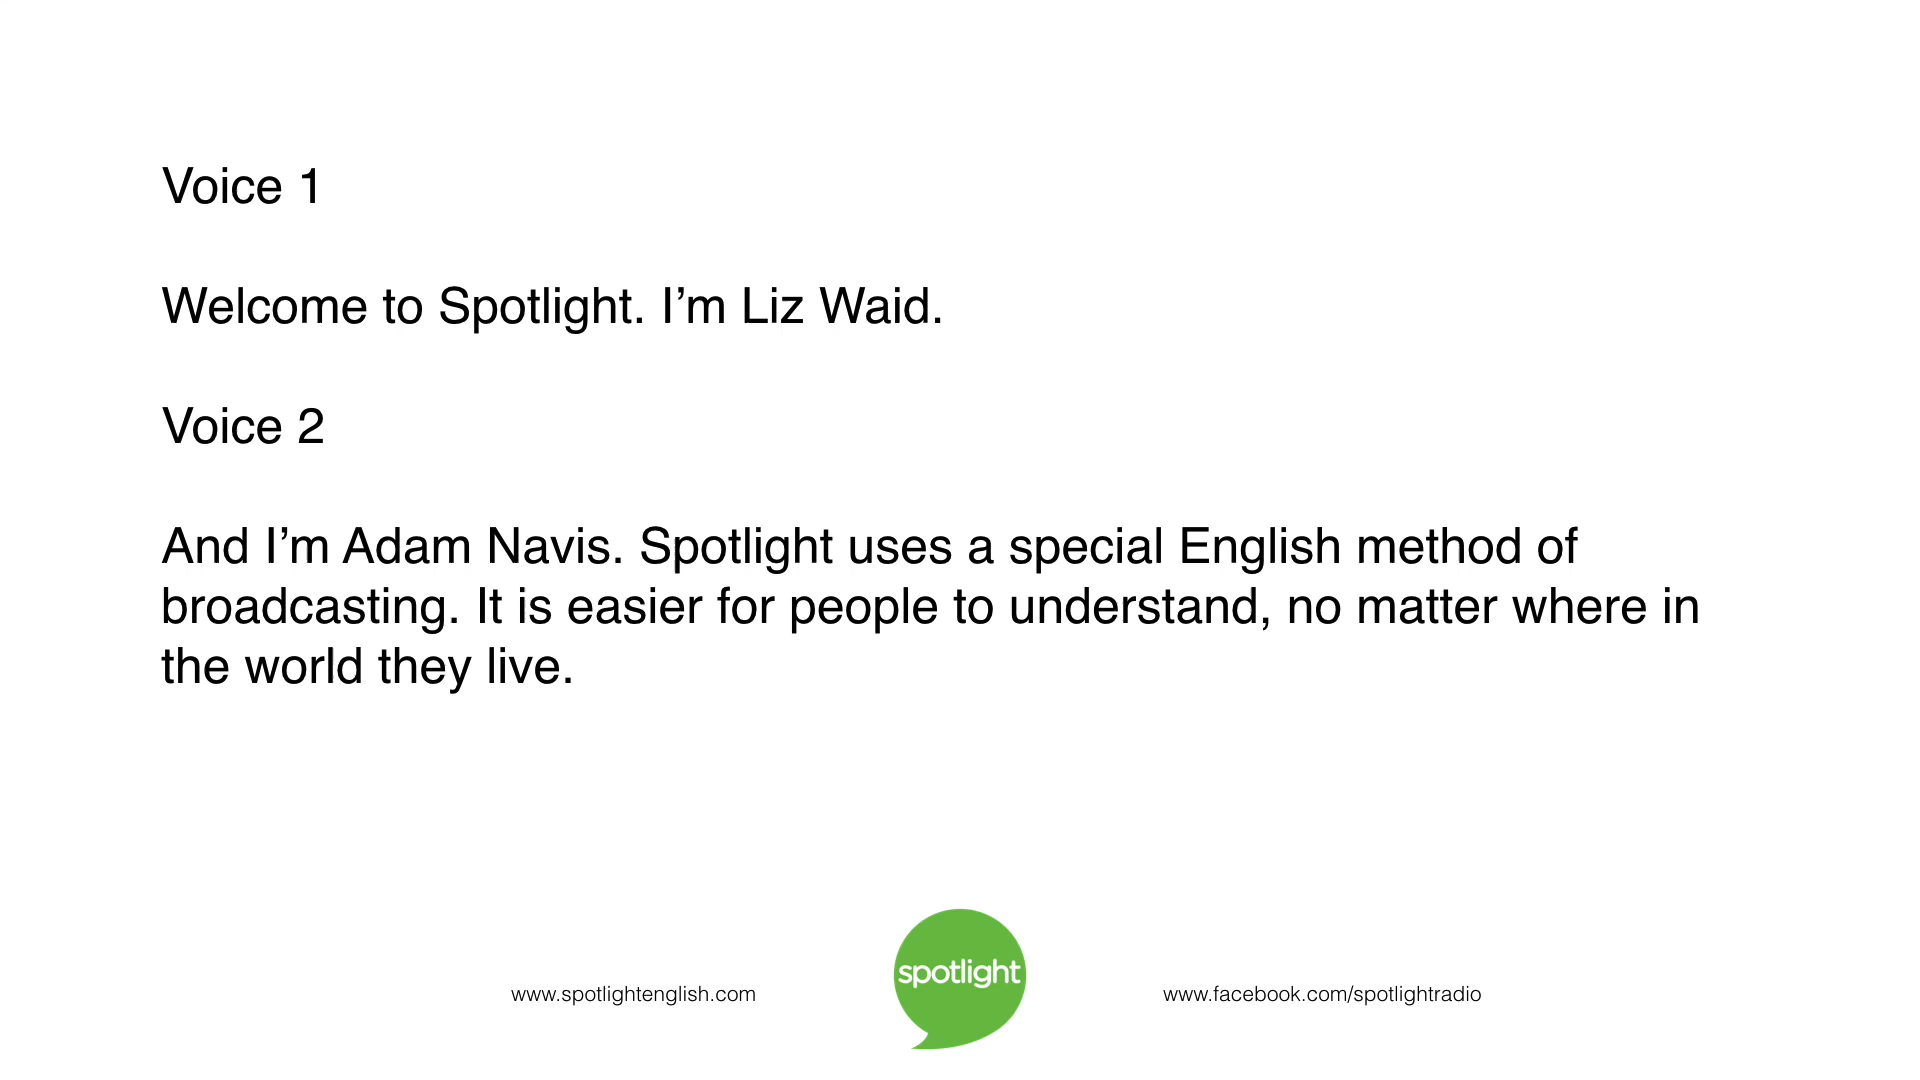 Voice 1
Welcome to Spotlight. I’m Liz Waid.
Voice 2
And I’m Adam Navis. Spotlight uses a special English method of
broadcasting. It is easier for people to understand, no matter where in
the world they live.
www.spotlightenglish.com
spotlight
www.facebook.com/spotlightradio